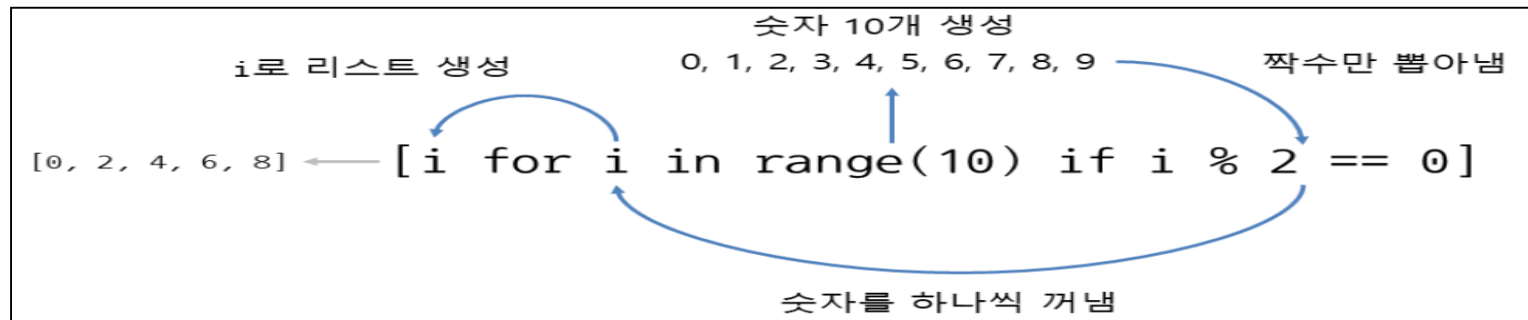 숫자 10개 생성
i로 리스트 생성
0, 1, 2, 3, 4, 5, 6, 7, 8, 9
짝수만 뽑아냄
[0, 2, 4, 6, 8]
[i for i in range(10) if i % 2 == 0]
숫자를 하나씩 꺼냄